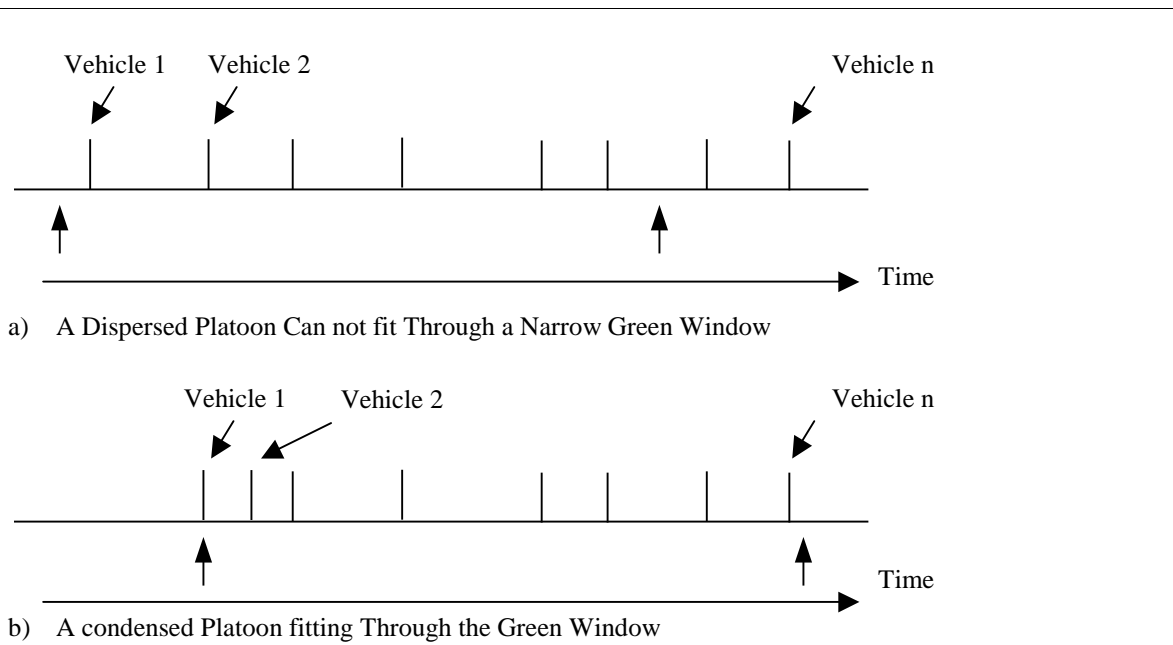 Vehicle 1 Vehicle 2 Vehicle n
Time
a) A Dispersed Platoon Can not fit Through a Narrow Green Window
Vehicle 1 Vehicle 2 Vehicle n
Time
b) A condensed Platoon fitting Through the Green Window